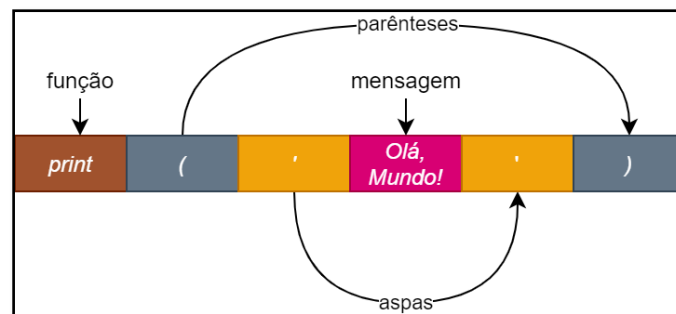 parênteses
função
mensagem
print
(
'
Olá,
Mundo!
'
)
aspas